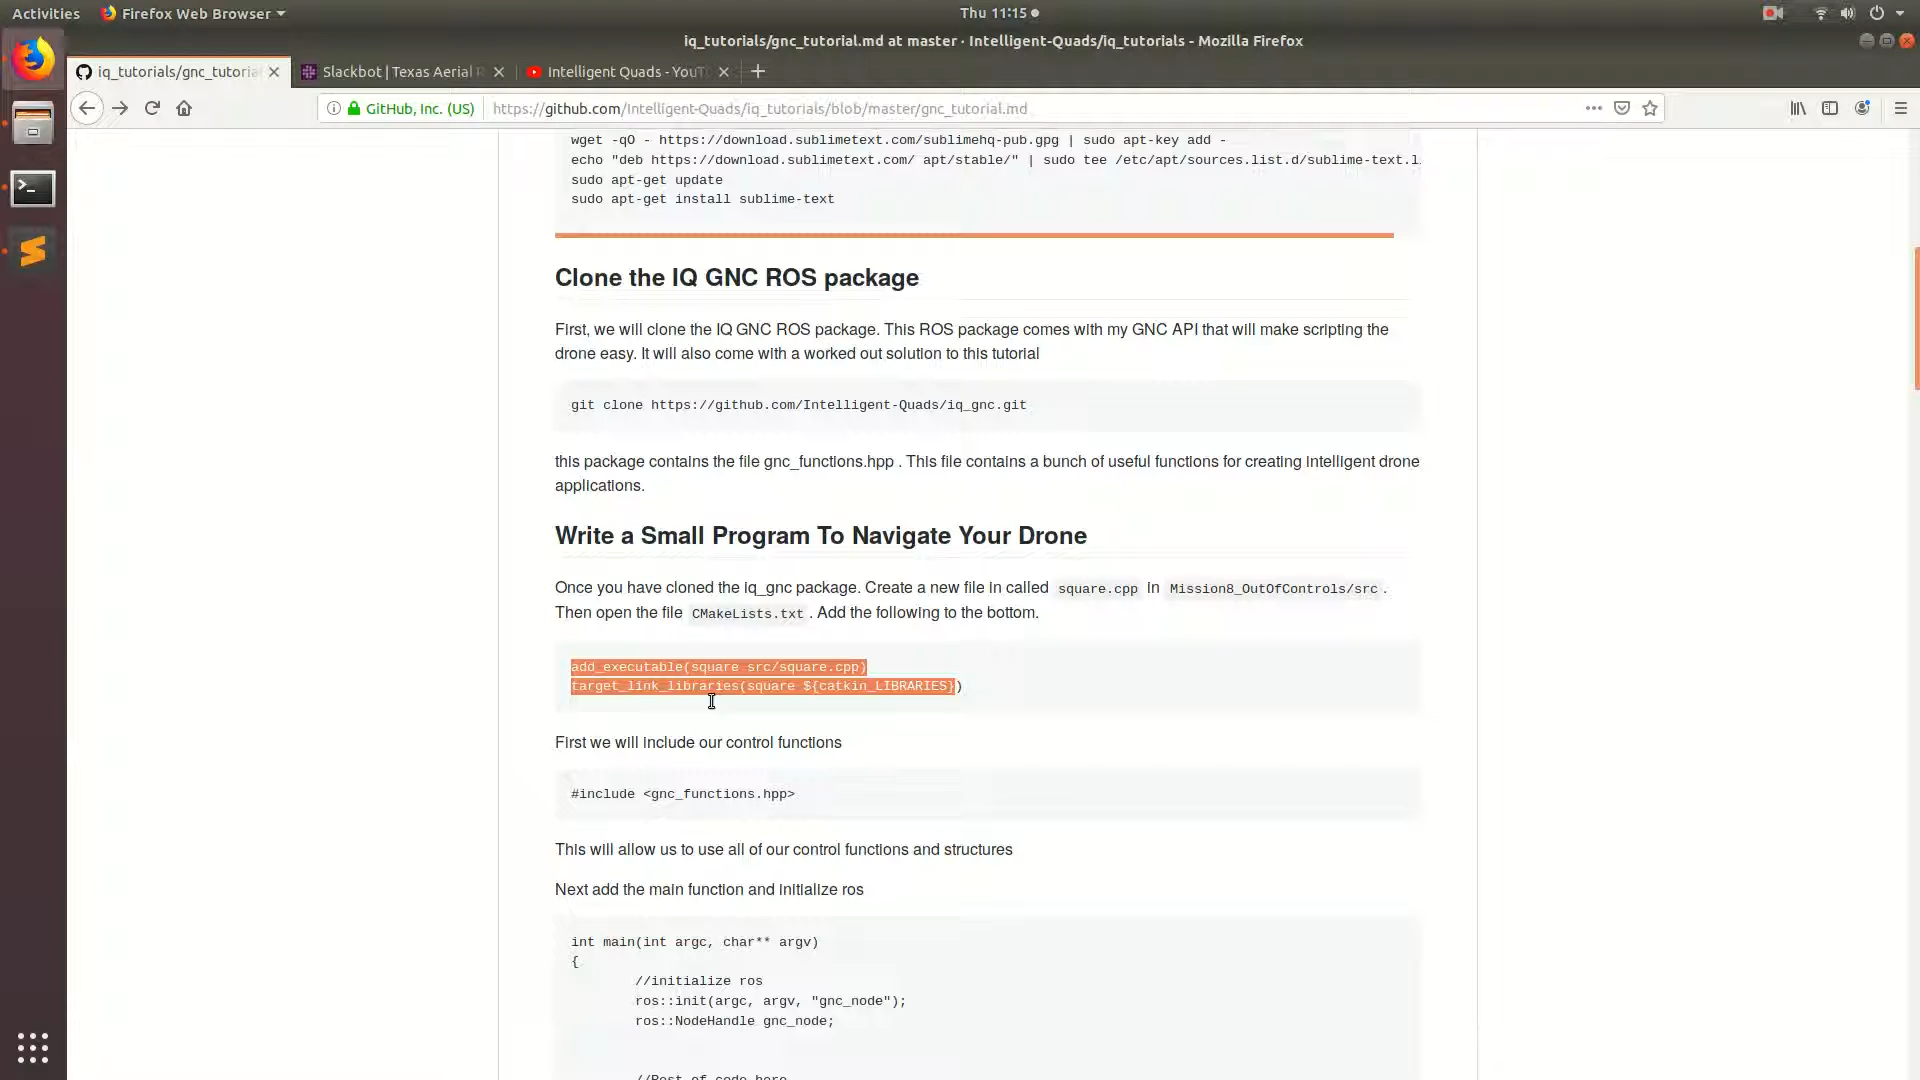 Activities Firefox Web Browser Thu 11:15
iq_tutorials/gnc_tutorial.md at master · Intelligent-Quads/iq_tutorials - Mozilla Firefox
iq_tutorials/gnc_tutoria Slackbot | Texas Aerial Intelligent Quads - YouT
GitHub, Inc. (US) https://github.com/Intelligent-Quads/iq_tutorials/blob/master/gnc_tutorial.md
wget -qO - https://download.sublimetext.com/sublimehq-pub.gpg | sudo apt-key add -
echo "deb https://download.sublimetext.com/ apt/stable/" | sudo tee /etc/apt/sources.list.d/sublime-text.l
sudo apt-get update
sudo apt-get install sublime-text
Clone the IQ GNC ROS package
First, we will clone the IQ GNC ROS package. This ROS package comes with my GNC API that will make scripting the
drone easy. It will also come with a worked out solution to this tutorial
git clone https://github.com/Intelligent-Quads/iq_gnc.git
this package contains the file gnc_functions.hpp . This file contains a bunch of useful functions for creating intelligent drone
applications.
Write a Small Program To Navigate Your Drone
Once you have cloned the iq_gnc package. Create a new file in called square.cpp in Mission8_OutOfControls/src .
Then open the file CMakeLists.txt . Add the following to the bottom.
add_executable(square src/square.cpp)
target_link_libraries(square ${catkin_LIBRARIES})
First we will include our control functions
#include <gnc_functions.hpp>
This will allow us to use all of our control functions and structures
Next add the main function and initialize ros
int main(int argc, char** argv)
{
//initialize ros
ros::init(argc, argv, "gnc_node");
ros::NodeHandle gnc_node;
//Rest of code here